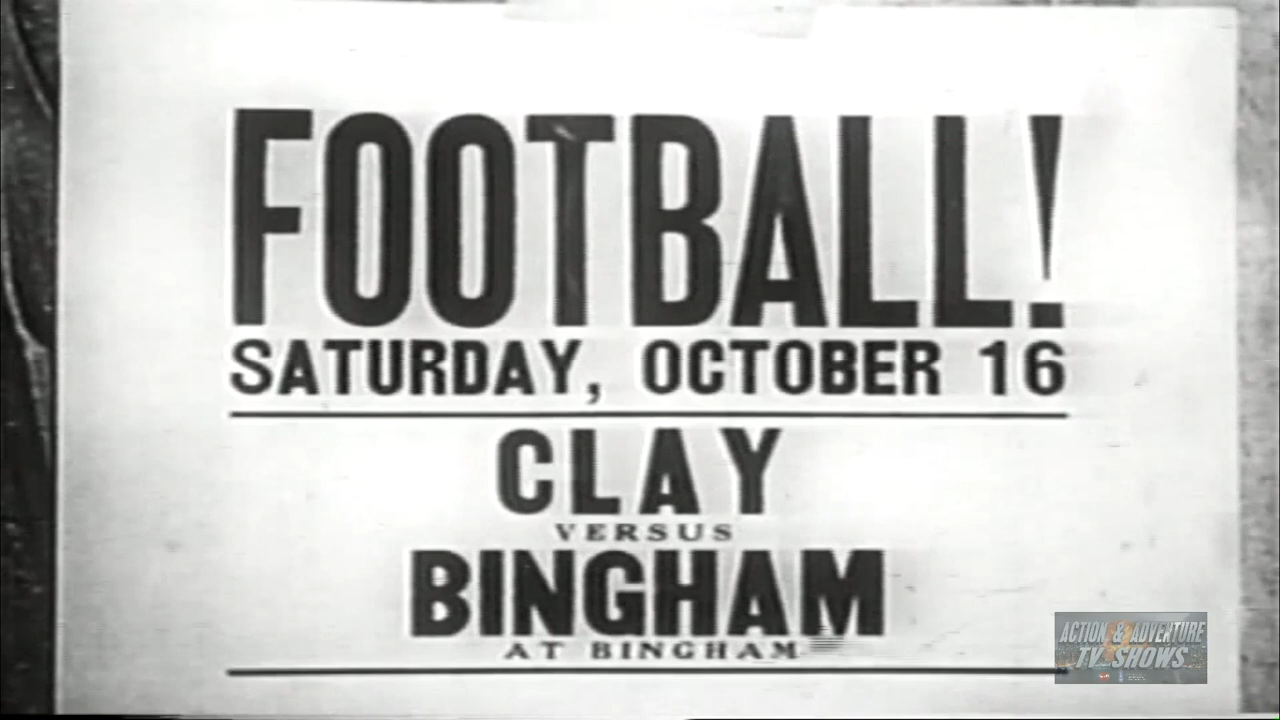 FOOTBALL!
SATURDAY, OCTOBER 16
CLAY
VERSUS
BINGHAM
AT BINGHAM
ACTION & ADVENTURE
TV SHOWS